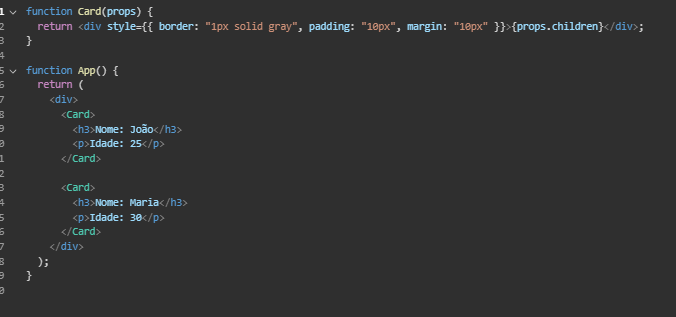 1 function Card(props) {
2 return <div style={{ border: "1px solid gray", padding: "10px", margin: "10px" }}>{props.children}</div>;
3 }
4
5 function App() {
6 return (
7 <div>
8 <Card>
9 <h3>Nome: João</h3>
0 <p>Idade: 25</p>
1 </Card>
2
3 <Card>
4 <h3>Nome: Maria</h3>
5 <p>Idade: 30</p>
6 </Card>
7 </div>
8 );
9 }
0